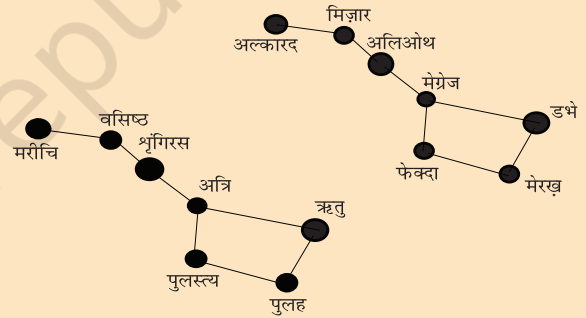 मिज़ार
अल्कारद
अलिओथ
मेग्रेज
डभे
फेक्दा
मेरख़
वसिष्ठ
मरीचि
शृंगिरस
अत्रि
ऋतु
पुलस्त्य
पुलह